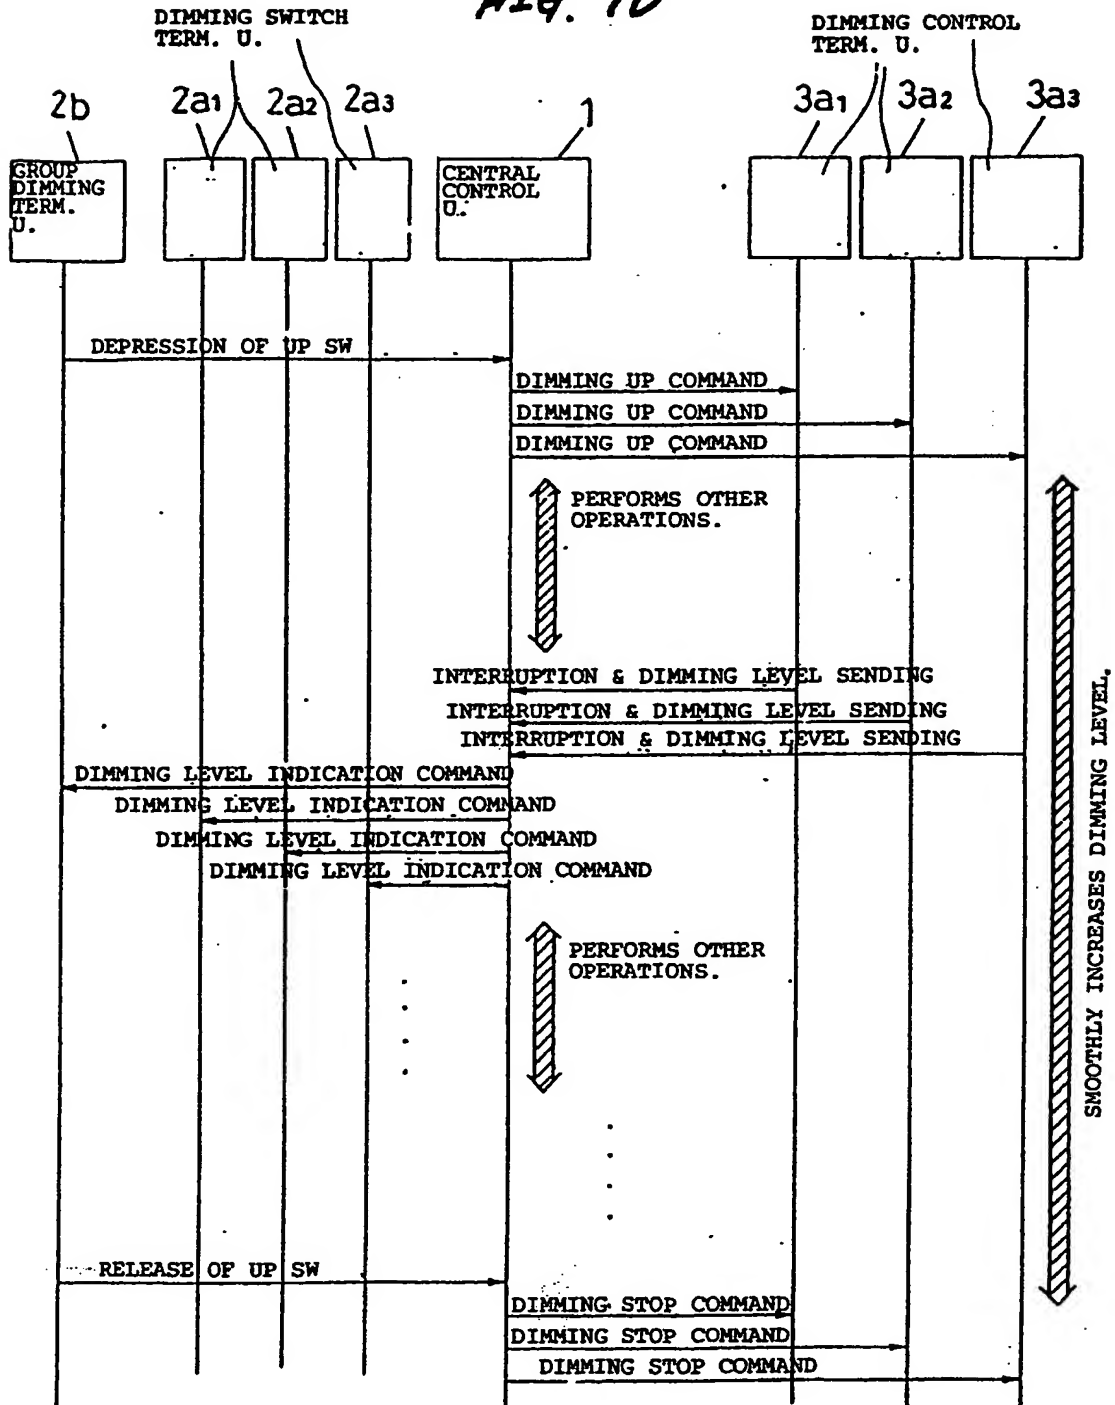 FIG. 10
DIMMING SWITCH
TERM. U.
DIMMING CONTROL
TERM. U.
2b
2a1
2a2
2a3
1
3a1
3a2
3a3
GROUP
DIMMING
TERM.
U.
CENTRAL
CONTROL
U.
DEPRESSION OF UP SW
DIMMING UP COMMAND
DIMMING UP COMMAND
DIMMING UP COMMAND
PERFORMS OTHER
OPERATIONS.
INTERRUPTION & DIMMING LEVEL SENDING
INTERRUPTION & DIMMING LEVEL SENDING
INTERRUPTION & DIMMING LEVEL SENDING
DIMMING LEVEL INDICATION COMMAND
DIMMING LEVEL INDICATION COMMAND
DIMMING LEVEL INDICATION COMMAND
DIMMING LEVEL INDICATION COMMAND
PERFORMS OTHER
OPERATIONS.
SMOOTHLY INCREASES DIMMING LEVEL.
RELEASE OF UP SW
DIMMING STOP COMMAND
DIMMING STOP COMMAND
DIMMING STOP COMMAND